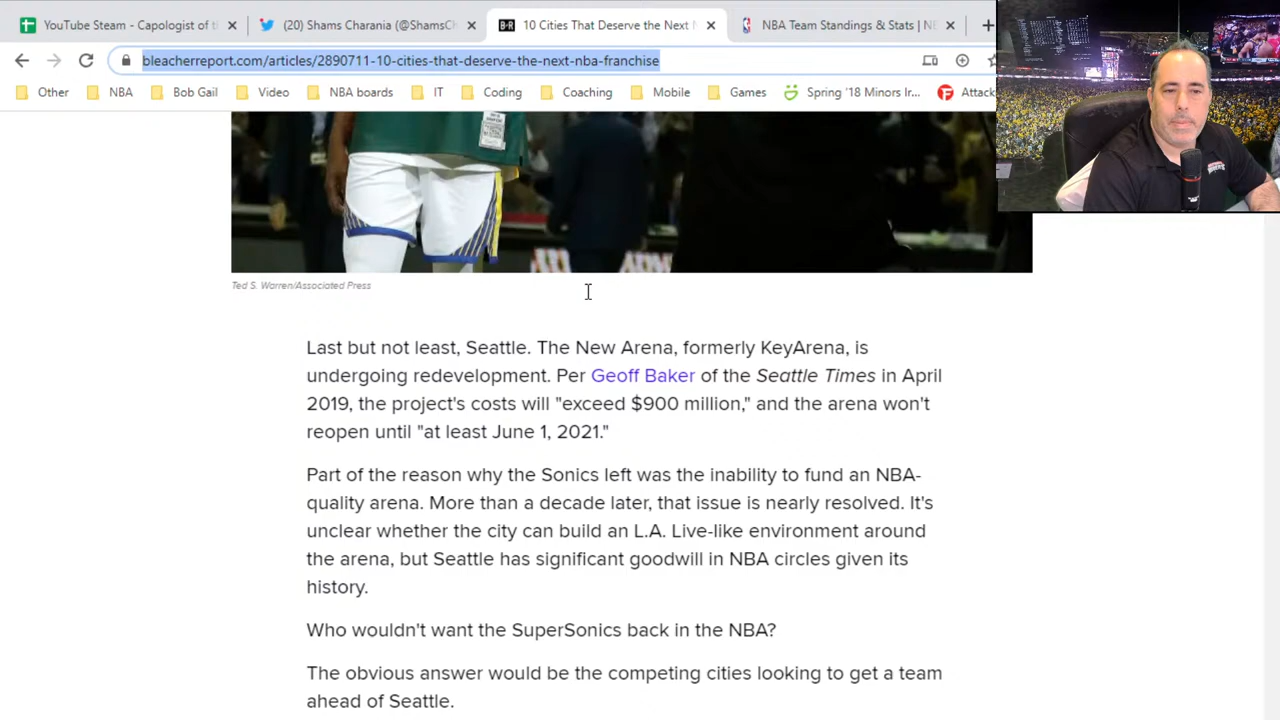 YouTube Steam - Capologist of t
(20) Shams Charania (@ShamsCh
B/R 10 Cities That Deserve the Next N
NBA Team Standings & Stats | NB
bleacherreport.com/articles/2890711-10-cities-that-deserve-the-next-nba-franchise
Other NBA Bob Gail Video NBA boards IT Coding Coaching Mobile Games Spring '18 Minors Ir... Attack
Ted S. Warren/Associated Press
Last but not least, Seattle. The New Arena, formerly KeyArena, is
undergoing redevelopment. Per Geoff Baker of the Seattle Times in April
2019, the project's costs will "exceed $900 million," and the arena won't
reopen until "at least June 1, 2021."
Part of the reason why the Sonics left was the inability to fund an NBA-
quality arena. More than a decade later, that issue is nearly resolved. It's
unclear whether the city can build an L.A. Live-like environment around
the arena, but Seattle has significant goodwill in NBA circles given its
history.
Who wouldn't want the SuperSonics back in the NBA?
The obvious answer would be the competing cities looking to get a team
ahead of Seattle.